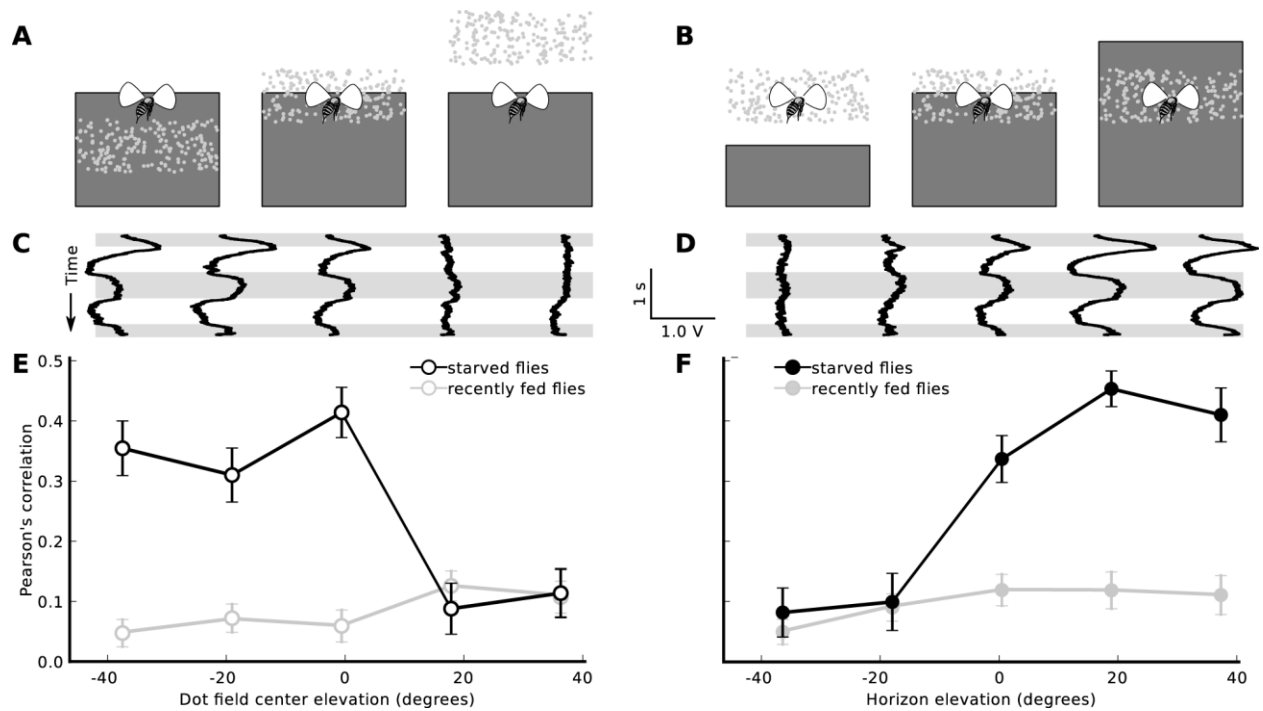 A
B
C
Time
D
1 s
1.0 V
E
starved flies
recently fed flies
Pearson's correlation
0.5
0.4
0.3
0.2
0.1
0.0
-40
-20
0
20
40
Dot field center elevation (degrees)
F
starved flies
recently fed flies
-40
-20
0
20
40
Horizon elevation (degrees)